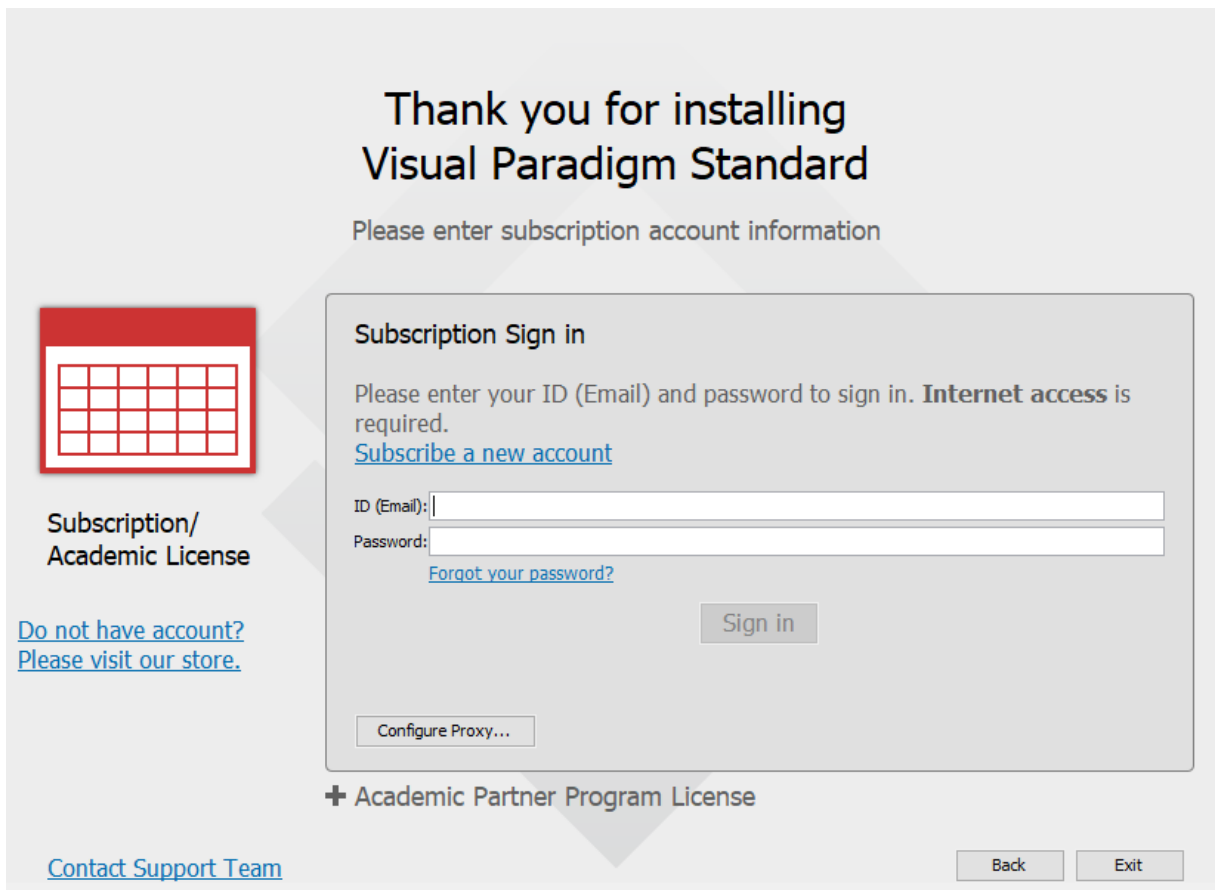 Thank you for installing
Visual Paradigm Standard
Please enter subscription account information
Subscription/
Academic License
Do not have account?
Please visit our store.
Subscription Sign in
Please enter your ID (Email) and password to sign in. Internet access is
required.
Subscribe a new account
ID (Email):
Password:
Forgot your password?
Sign in
Configure Proxy...
Academic Partner Program License
Contact Support Team
Back
Exit